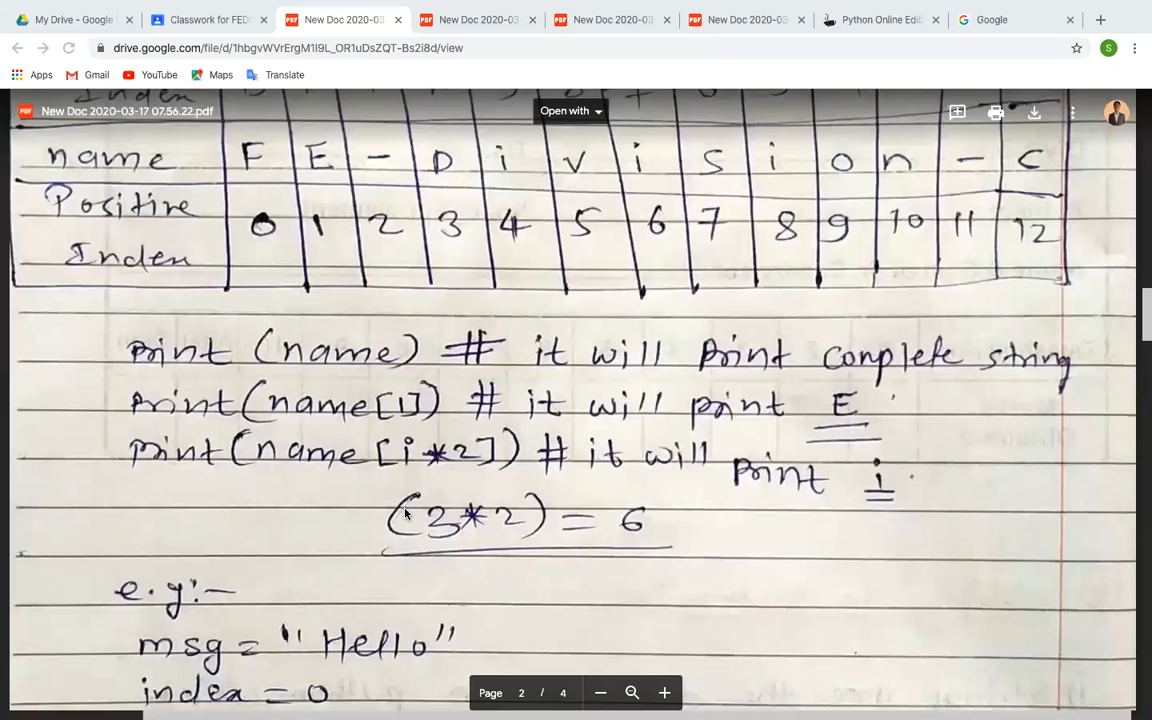 My Drive - Google
Classwork for FEDI
New Doc 2020-03
New Doc 2020-03-
New Doc 2020-03-
New Doc 2020-03-
Python Online Edit
Google
drive.google.com/file/d/1hbgvWVrErgM1I9L_OR1uDsZQT-Bs2i8d/view
S
Apps Gmail YouTube Maps Translate
Index
New Doc 2020-03-17 07.56.22.pdf
Open with
name F E - D i v i s i o n - C
Positive Index 0 1 2 3 4 5 6 7 8 9 10 11 12
print (name) # it will print conplete string
print(name[1]) # it will print E
print(name[i*2]) # it will print i
(3*2) = 6
e.g:-
msg = "Hello"
index = 0
Page 2 / 4